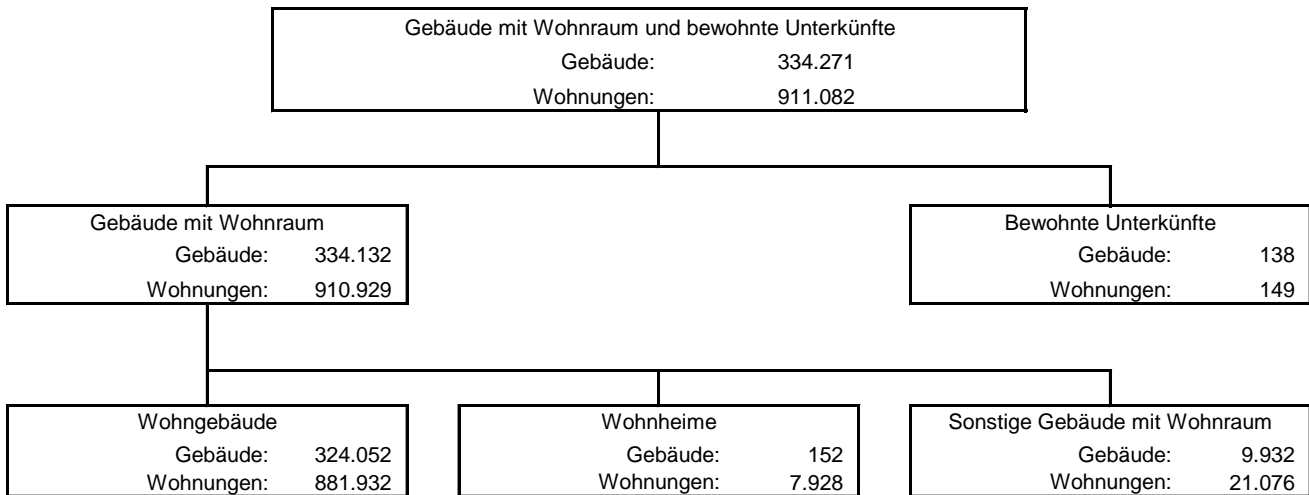 Gebäude mit Wohnraum und bewohnte Unterkünfte
Gebäude: 334.271
Wohnungen: 911.082
Gebäude mit Wohnraum
Gebäude: 334.132
Wohnungen: 910.929
Bewohnte Unterkünfte
Gebäude: 138
Wohnungen: 149
Wohngebäude
Gebäude: 324.052
Wohnungen: 881.932
Wohnheime
Gebäude: 152
Wohnungen: 7.928
Sonstige Gebäude mit Wohnraum
Gebäude: 9.932
Wohnungen: 21.076